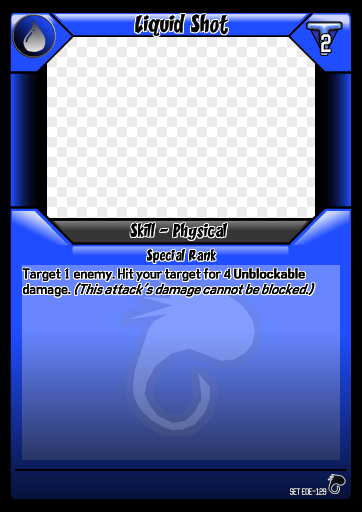 Liquid Shot
2
Skill - Physical
Special Rank
Target 1 enemy. Hit your target for 4 Unblockable
damage. (This attack's damage cannot be blocked.)
SET EOE-129